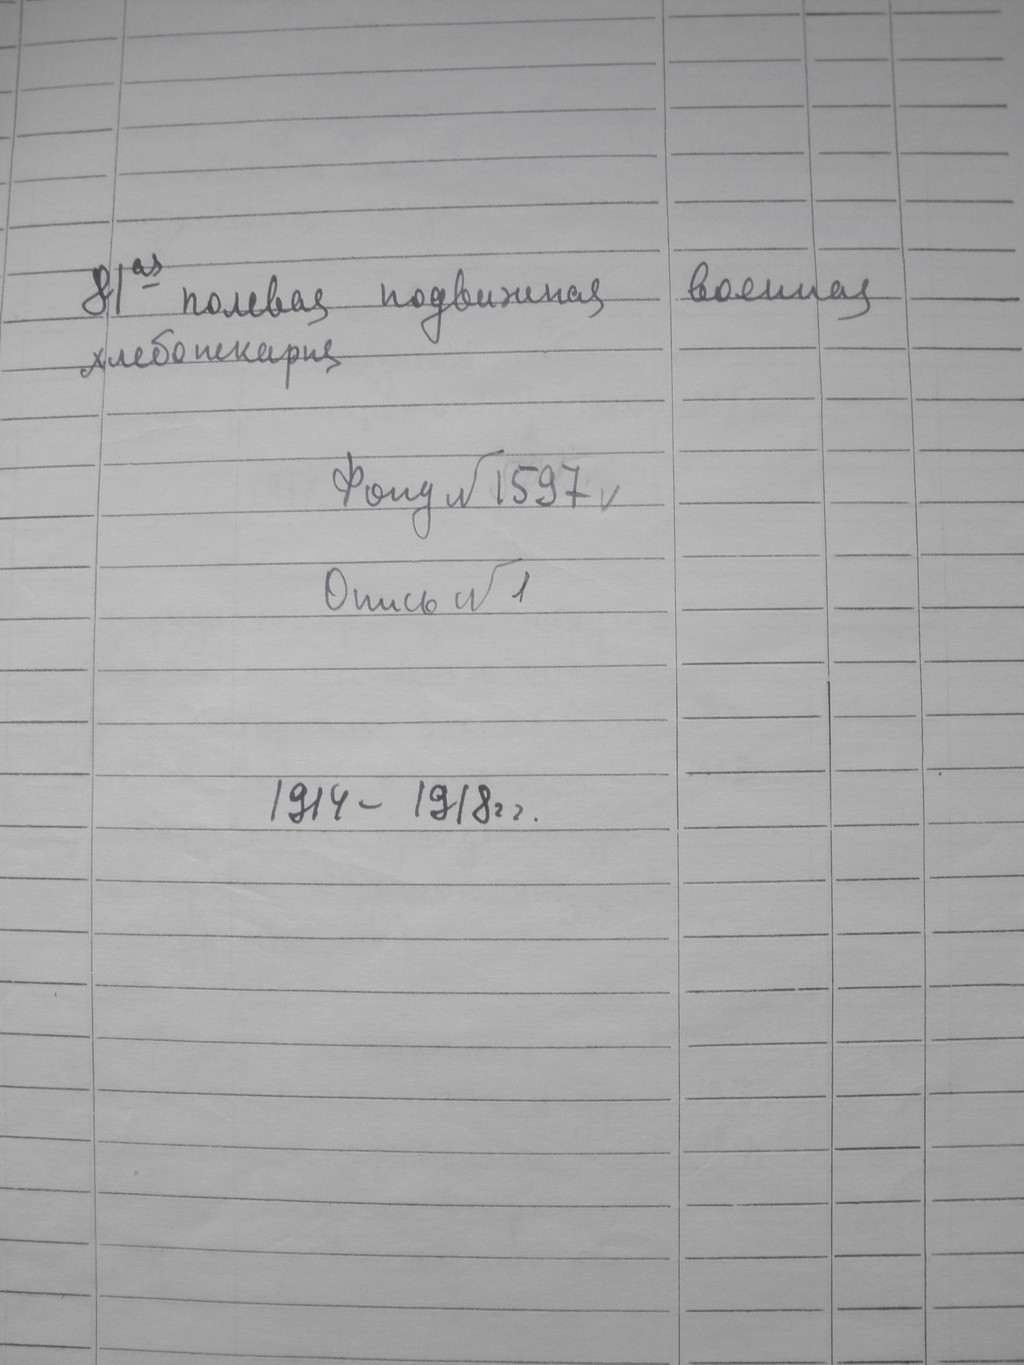 81ая полевая подвижная военная
хлебопекарня
Фонд № 1597
Опись № 1
1914 – 1918 гг.